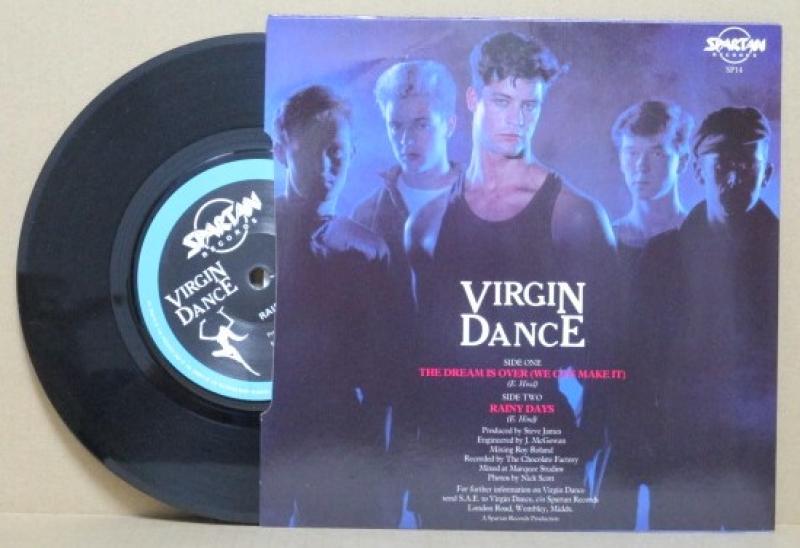 SPARTAN
RECORDS
SP14
SPARTAN
RECORDS
VIRGIN
DANCE
VIRGIN
DANCE
SIDE ONE
THE DREAM IS OVER (WE CAN MAKE IT)
(E. Hind)
SIDE TWO
RAINY DAYS
(E. Hind)
Produced by Steve James
Engineered by J. McGowan
Mixing Roy Roland
Recorded by The Chocolate Factory
Mixed at Marquee Studios
Photos by Nick Scott
For further information on Virgin Dance
send S.A.E. to Virgin Dance, c/o Spartan Records
London Road, Wembley, Middx.
A Spartan Records Production